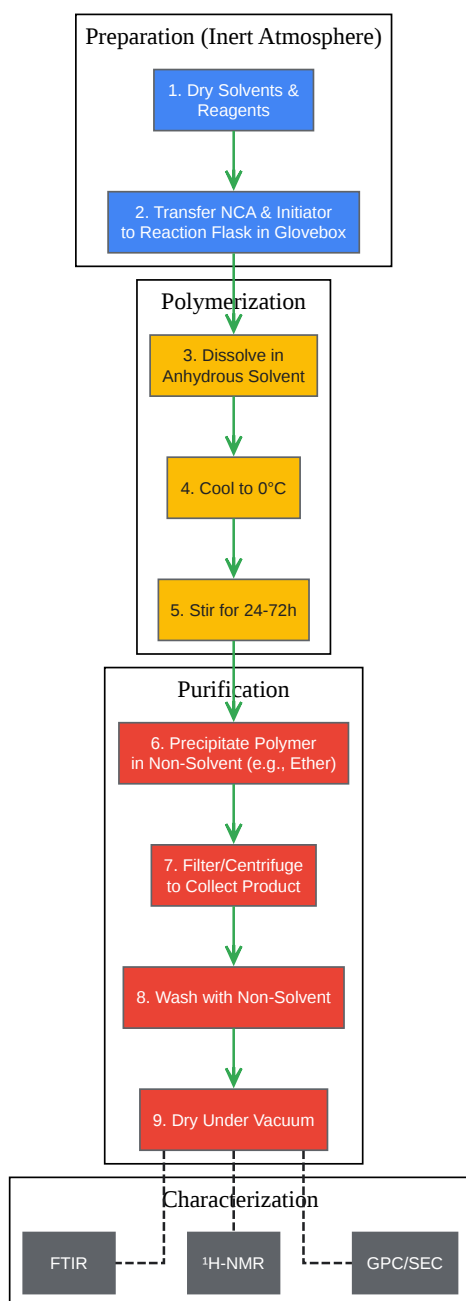 Preparation (Inert Atmosphere)
1. Dry Solvents &
Reagents
2. Transfer NCA & Initiator
to Reaction Flask in Glovebox
Polymerization
3. Dissolve in
Anhydrous Solvent
4. Cool to 0°C
5. Stir for 24-72h
Purification
6. Precipitate Polymer
in Non-Solvent (e.g., Ether)
7. Filter/Centrifuge
to Collect Product
8. Wash with Non-Solvent
9. Dry Under Vacuum
Characterization
FTIR
¹H-NMR
GPC/SEC